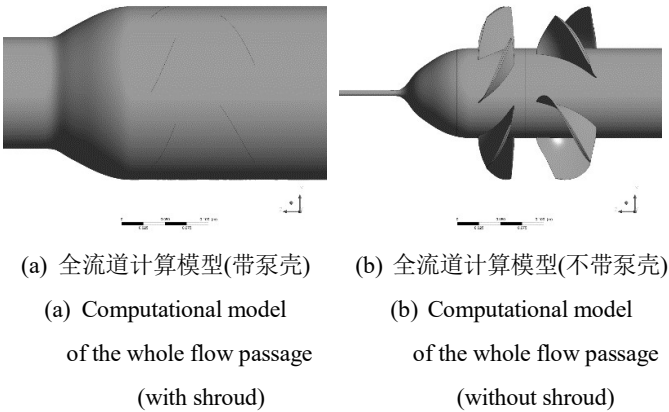 (a) 全流道计算模型(带泵壳)
(a) Computational model
of the whole flow passage
(with shroud)
(b) 全流道计算模型(不带泵壳)
(b) Computational model
of the whole flow passage
(without shroud)